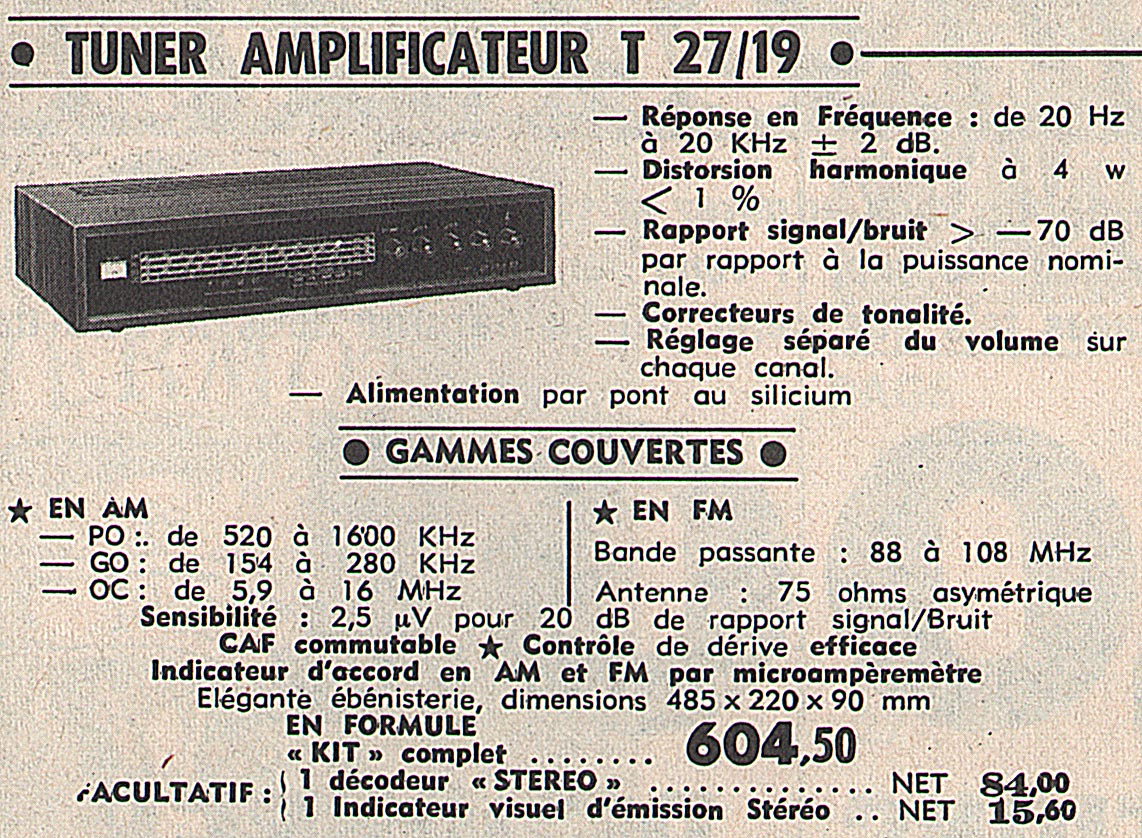 ● TUNER AMPLIFICATEUR T 27/19 ●
— Réponse en Fréquence : de 20 Hz
à 20 KHz ± 2 dB.
— Distorsion harmonique à 4 w
< 1 %
— Rapport signal/bruit > —70 dB
par rapport à la puissance nomi-
nale.
— Correcteurs de tonalité.
— Réglage séparé du volume sur
chaque canal.
— Alimentation par pont au silicium
● GAMMES COUVERTES ●
★ EN AM
— PO : de 520 à 1600 KHz
— GO : de 154 à 280 KHz
— OC : de 5,9 à 16 MHz
★ EN FM
Bande passante : 88 à 108 MHz
Antenne : 75 ohms asymétrique
Sensibilité : 2,5 µV pour 20 dB de rapport signal/Bruit
CAF commutable ★ Contrôle de dérive efficace
Indicateur d'accord en AM et FM par microampèremètre
Elégante ébénisterie, dimensions 485 x 220 x 90 mm
EN FORMULE
« KIT » complet ........ 604,50
FACULTATIF : 1 décodeur « STEREO » .............. NET 84,00
1 Indicateur visuel d'émission Stéréo .. NET 15,60